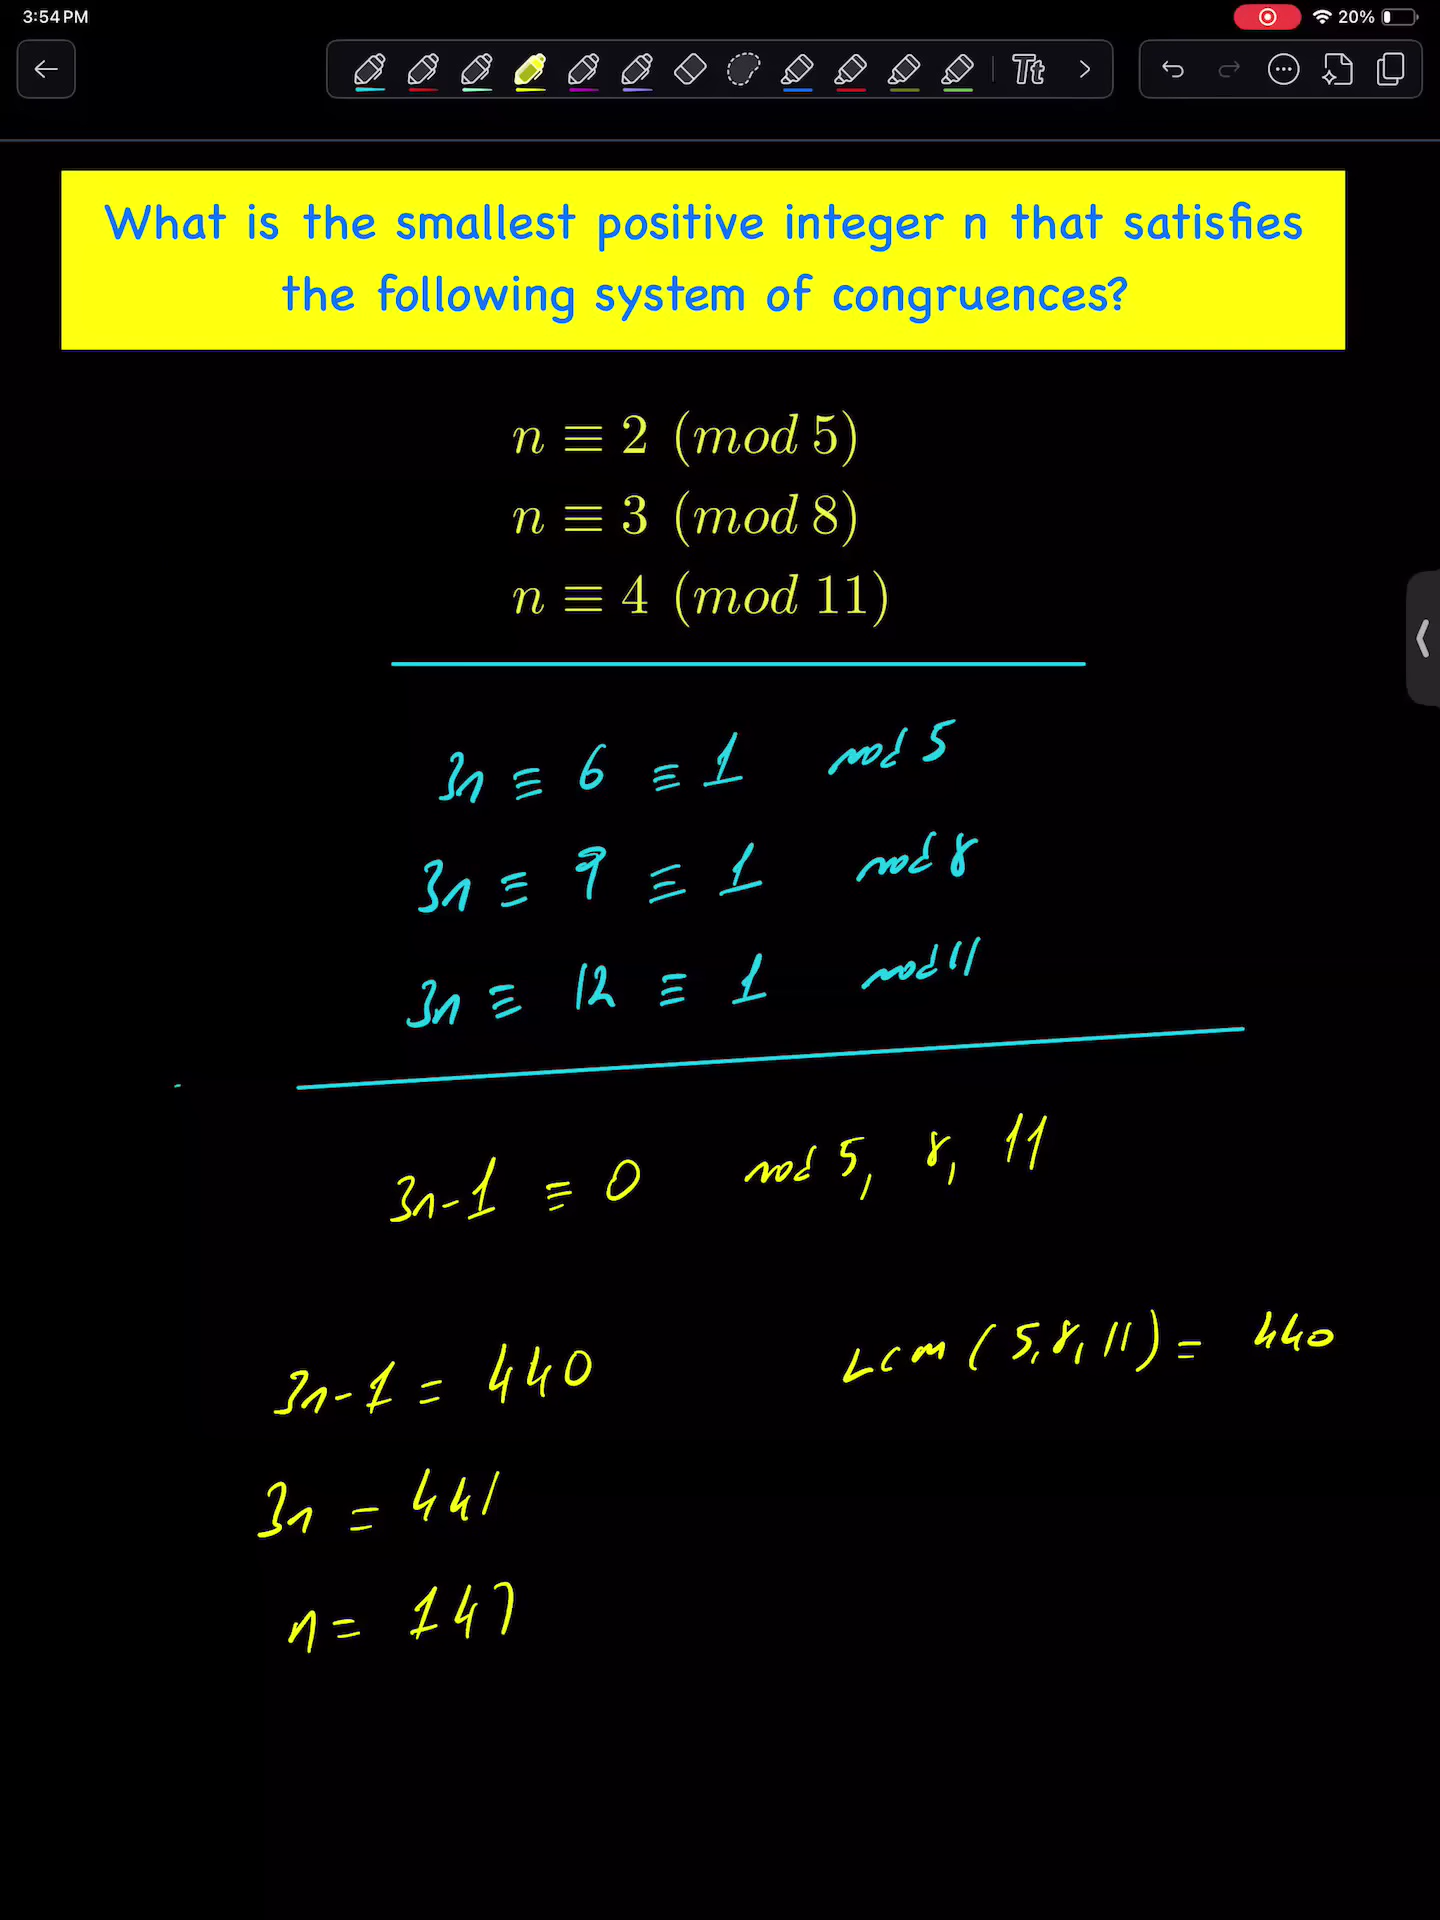 3:54 PM
20%
Tt
What is the smallest positive integer n that satisfies
the following system of congruences?
n ≡ 2 (mod 5)
n ≡ 3 (mod 8)
n ≡ 4 (mod 11)
3n ≡ 6 ≡ 1 mod 5
3n ≡ 9 ≡ 1 mod 8
3n ≡ 12 ≡ 1 mod 11
3n-1 ≡ 0 mod 5, 8, 11
3n-1 = 440 LCM (5,8,11) = 440
3n = 441
n = 147